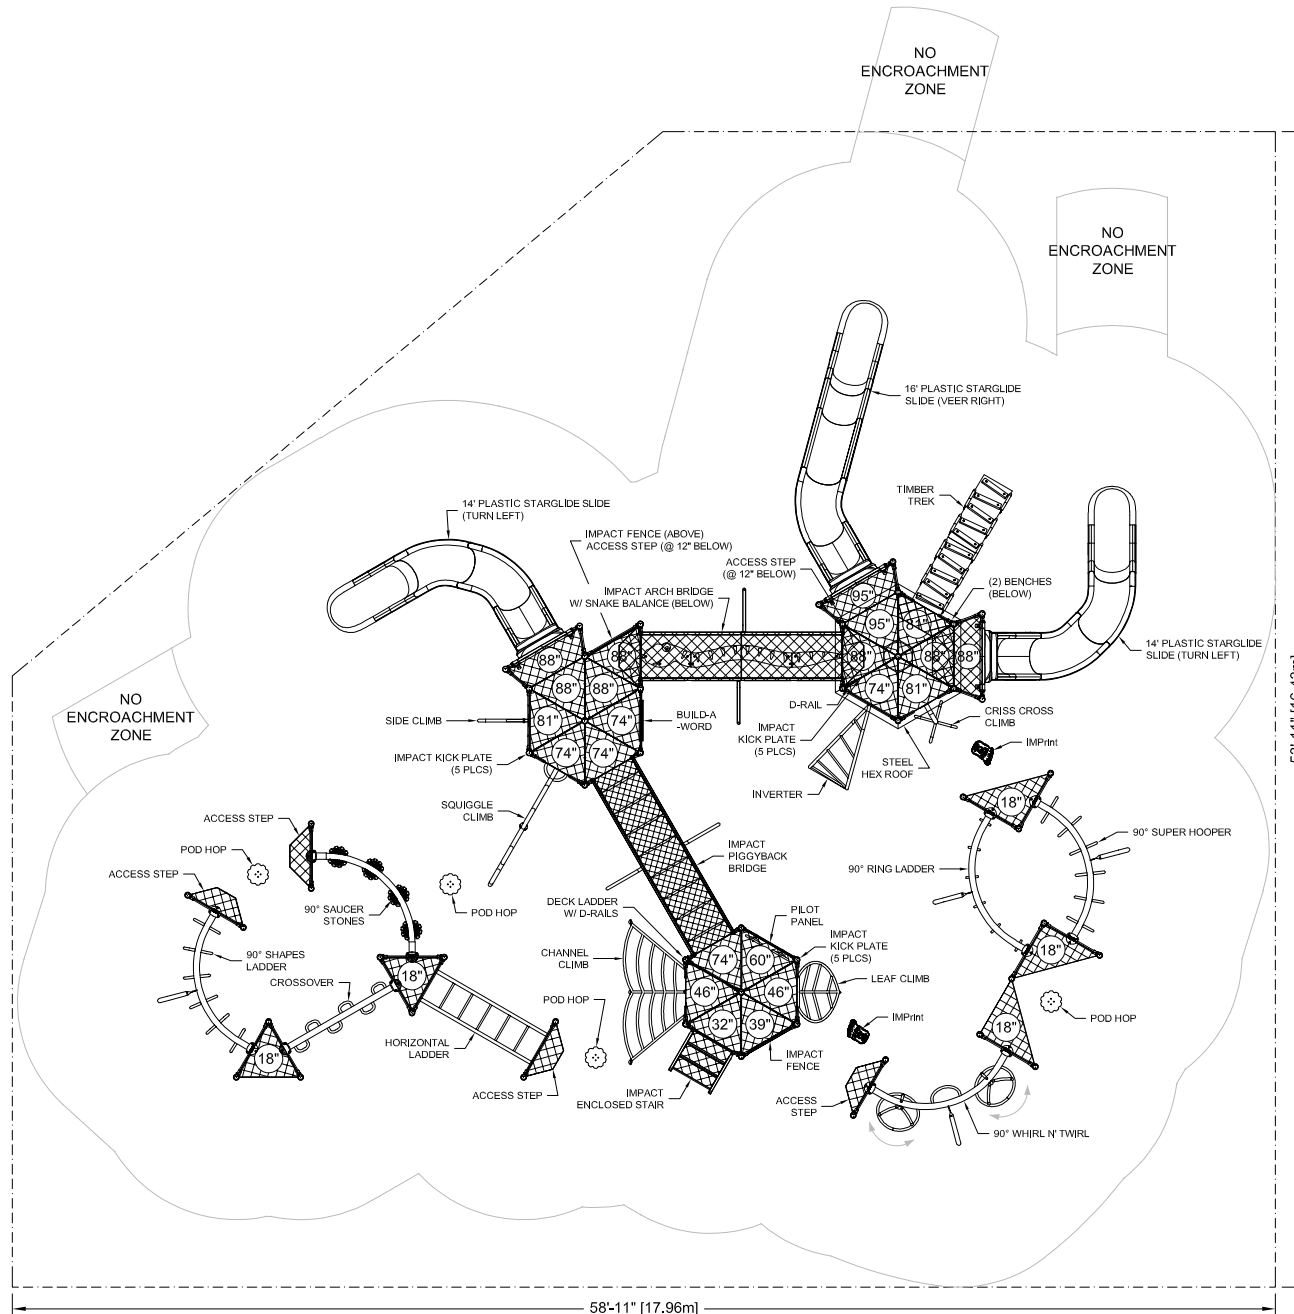 NO
ENCROACHMENT
ZONE
NO
ENCROACHMENT
ZONE
16' PLASTIC STARGLIDE
SLIDE (VEER RIGHT)
TIMBER
TREK
14' PLASTIC STARGLIDE SLIDE
(TURN LEFT)
IMPACT FENCE (ABOVE)
ACCESS STEP (@ 12" BELOW)
ACCESS STEP
(@ 12" BELOW)
(2) BENCHES
(BELOW)
IMPACT ARCH BRIDGE
W/ SNAKE BALANCE (BELOW)
95"
95"
81"
88"
88"
88"
74"
81"
14' PLASTIC STARGLIDE
SLIDE (TURN LEFT)
88"
88"
88"
88"
81"
74"
74"
74"
NO
ENCROACHMENT
ZONE
SIDE CLIMB
BUILD-A
-WORD
D-RAIL
CRISS CROSS
CLIMB
IMPACT KICK PLATE
(5 PLCS)
IMPACT
KICK PLATE
(5 PLCS)
STEEL
HEX ROOF
IMPrint
INVERTER
SQUIGGLE
CLIMB
18"
ACCESS STEP
POD HOP
ACCESS STEP
IMPACT
PIGGYBACK
BRIDGE
90° SUPER HOOPER
90° RING LADDER
90° SAUCER
STONES
POD HOP
DECK LADDER
W/ D-RAILS
PILOT
PANEL
IMPACT
KICK PLATE
(5 PLCS)
90° SHAPES
LADDER
CROSSOVER
CHANNEL
CLIMB
18"
74"
60"
18"
LEAF CLIMB
46"
46"
POD HOP
32"
39"
IMPrint
18"
POD HOP
HORIZONTAL
LADDER
18"
IMPACT
FENCE
ACCESS STEP
IMPACT
ENCLOSED STAIR
ACCESS
STEP
90° WHIRL N' TWIRL
58'-11" [17.96m]